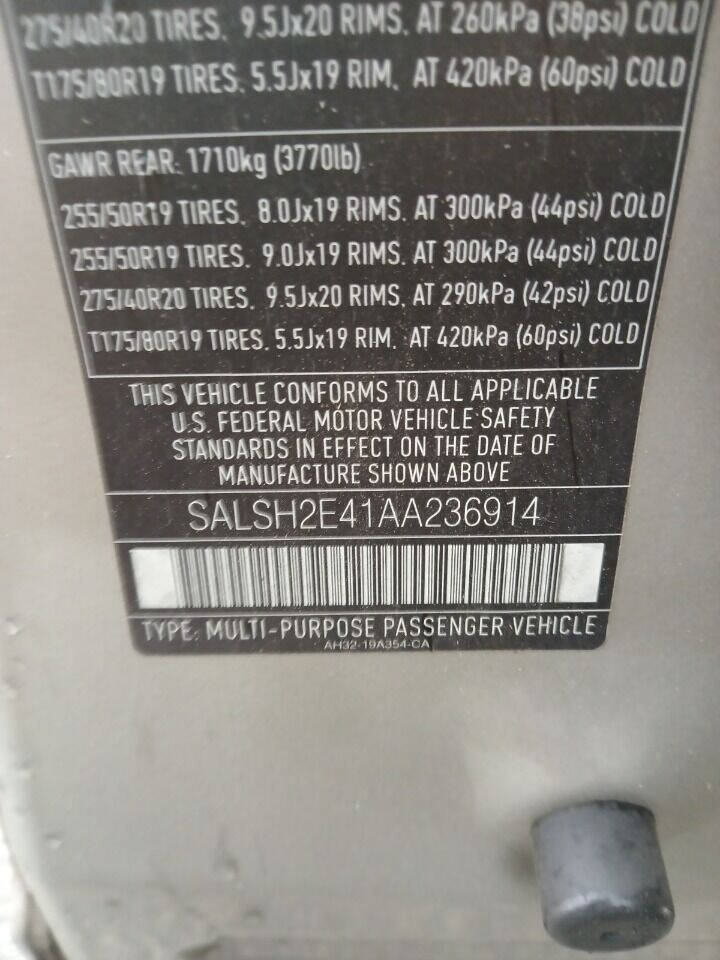 275/40R20 TIRES. 9.5Jx20 RIMS. AT 260kPa (38psi) COLD
T175/80R19 TIRES. 5.5Jx19 RIM. AT 420kPa (60psi) COLD
GAWR REAR: 1710kg (3770lb)
255/50R19 TIRES. 8.0Jx19 RIMS. AT 300kPa (44psi) COLD
255/50R19 TIRES. 9.0Jx19 RIMS. AT 300kPa (44psi) COLD
275/40R20 TIRES. 9.5Jx20 RIMS. AT 290kPa (42psi) COLD
T175/80R19 TIRES. 5.5Jx19 RIM. AT 420kPa (60psi) COLD
THIS VEHICLE CONFORMS TO ALL APPLICABLE
U.S. FEDERAL MOTOR VEHICLE SAFETY
STANDARDS IN EFFECT ON THE DATE OF
MANUFACTURE SHOWN ABOVE
SALSH2E41AA236914
TYPE: MULTI-PURPOSE PASSENGER VEHICLE
AH32-19A354-CA